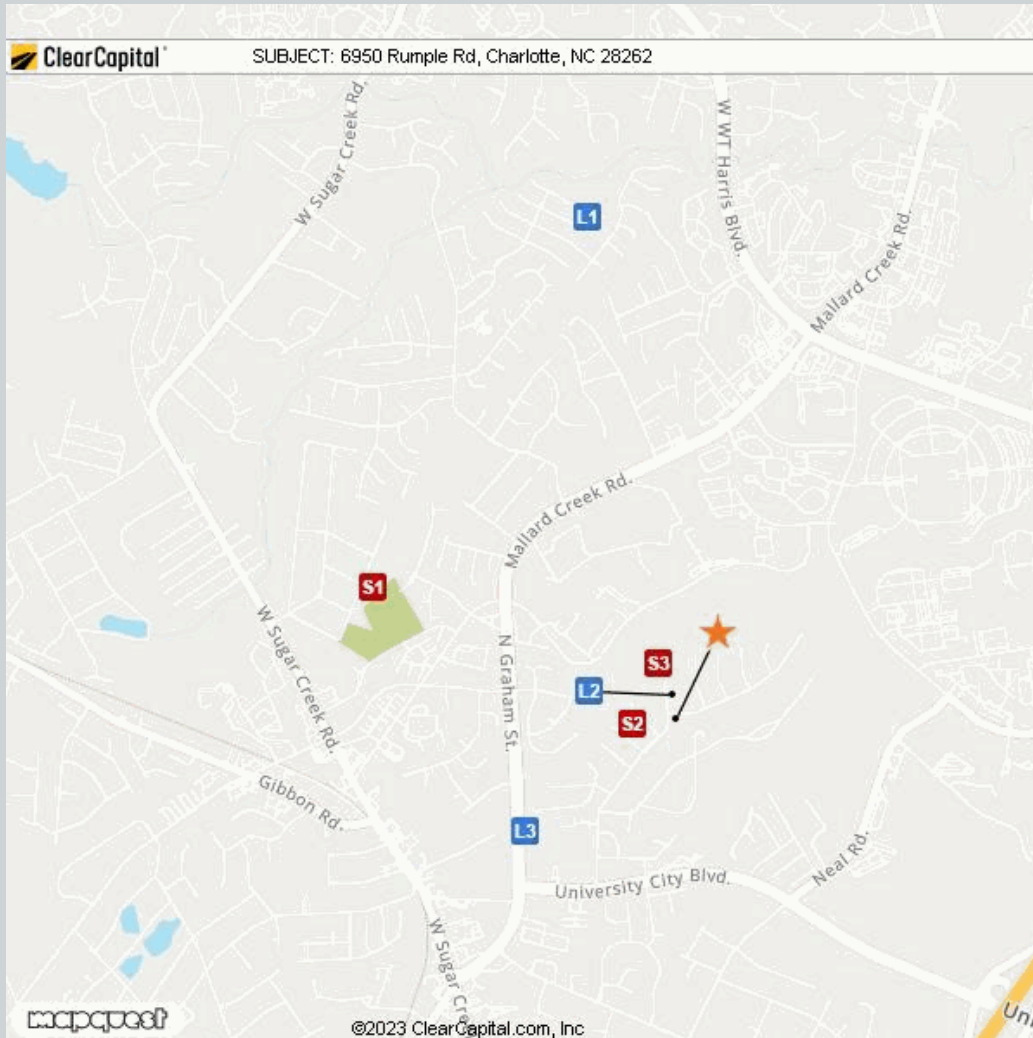 ClearCapital
SUBJECT: 6950 Rumple Rd, Charlotte, NC 28262
W Sugar Creek Rd.
W WT Harris Blvd.
L1
Mallard Creek Rd.
Mallard Creek Rd.
S1
W Sugar Creek Rd.
N Graham St.
S3
L2
S2
Gibbon Rd.
L3
University City Blvd.
Neal Rd.
W Sugar Cre
Uni
mapquest
©2023 ClearCapital.com, Inc